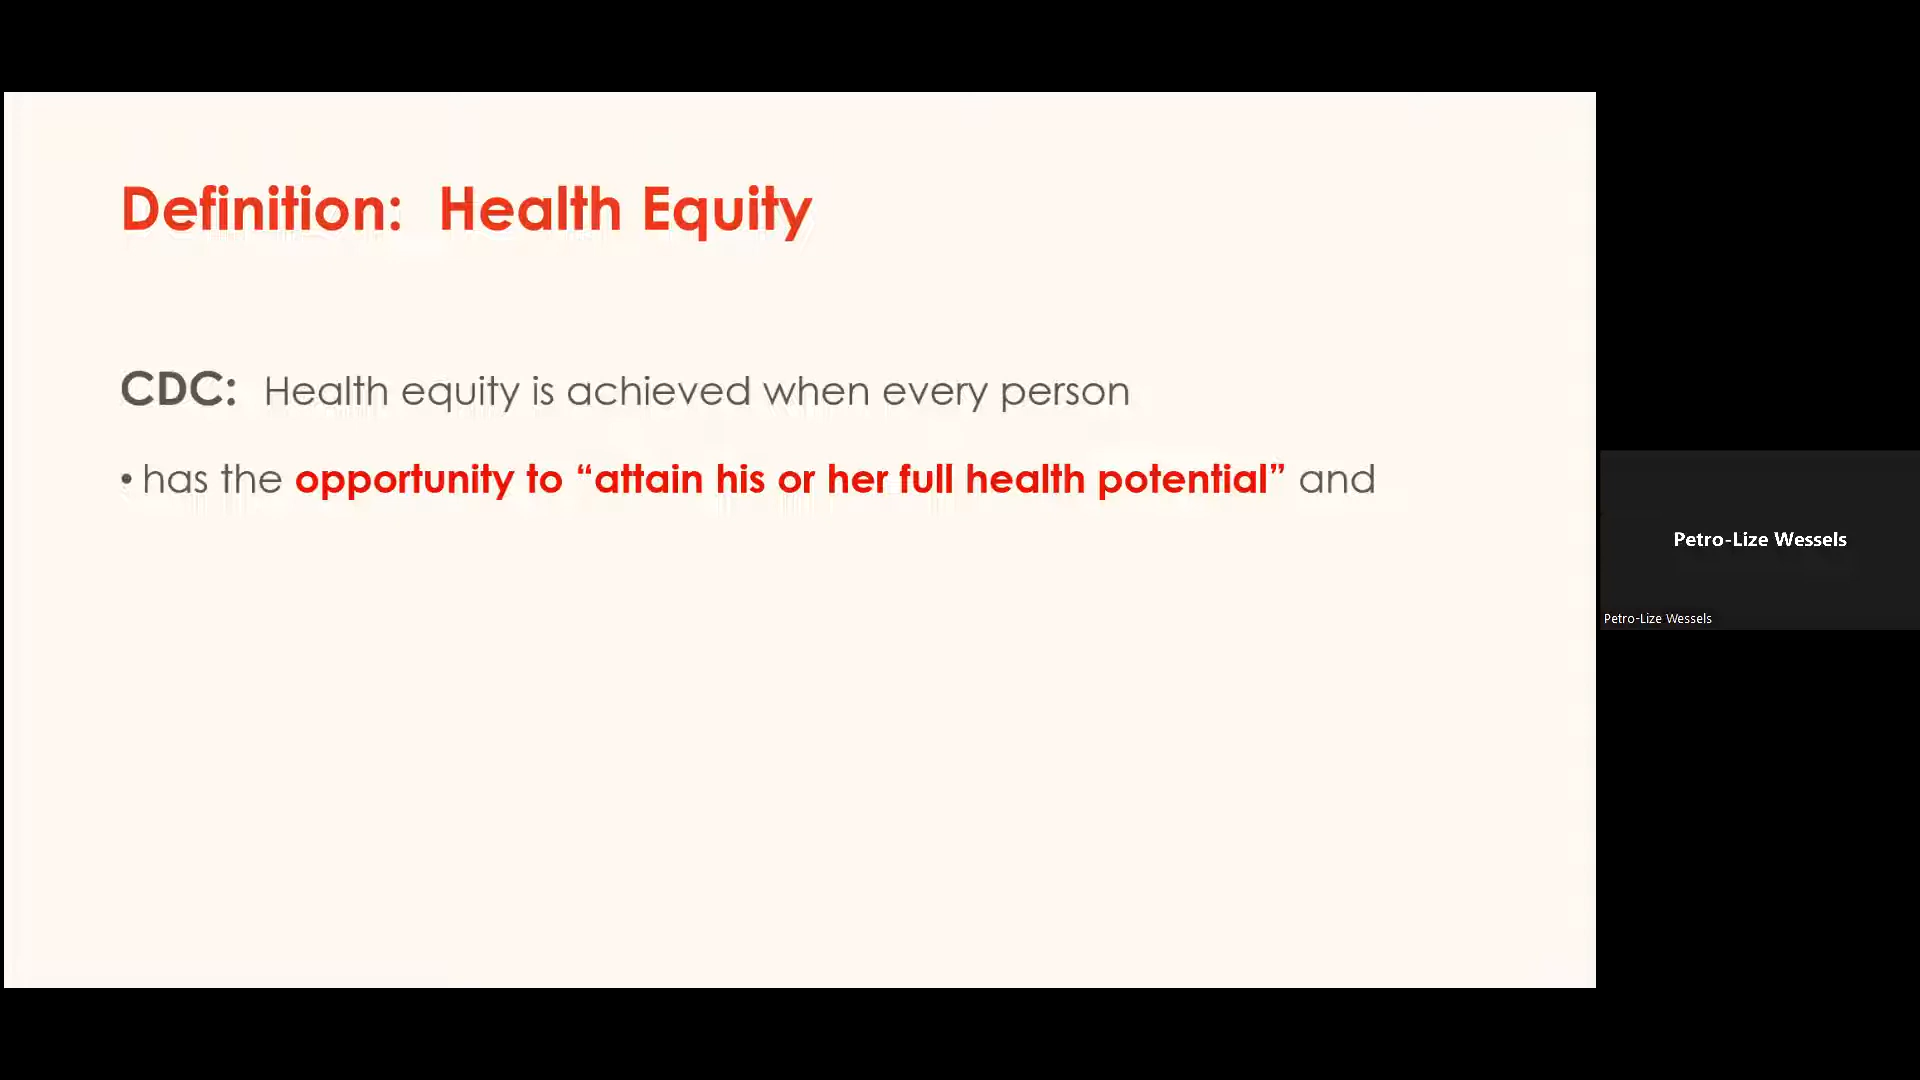 Definition: Health Equity
CDC: Health equity is achieved when every person
• has the opportunity to “attain his or her full health potential” and
Petro-Lize Wessels
Petro-Lize Wessels